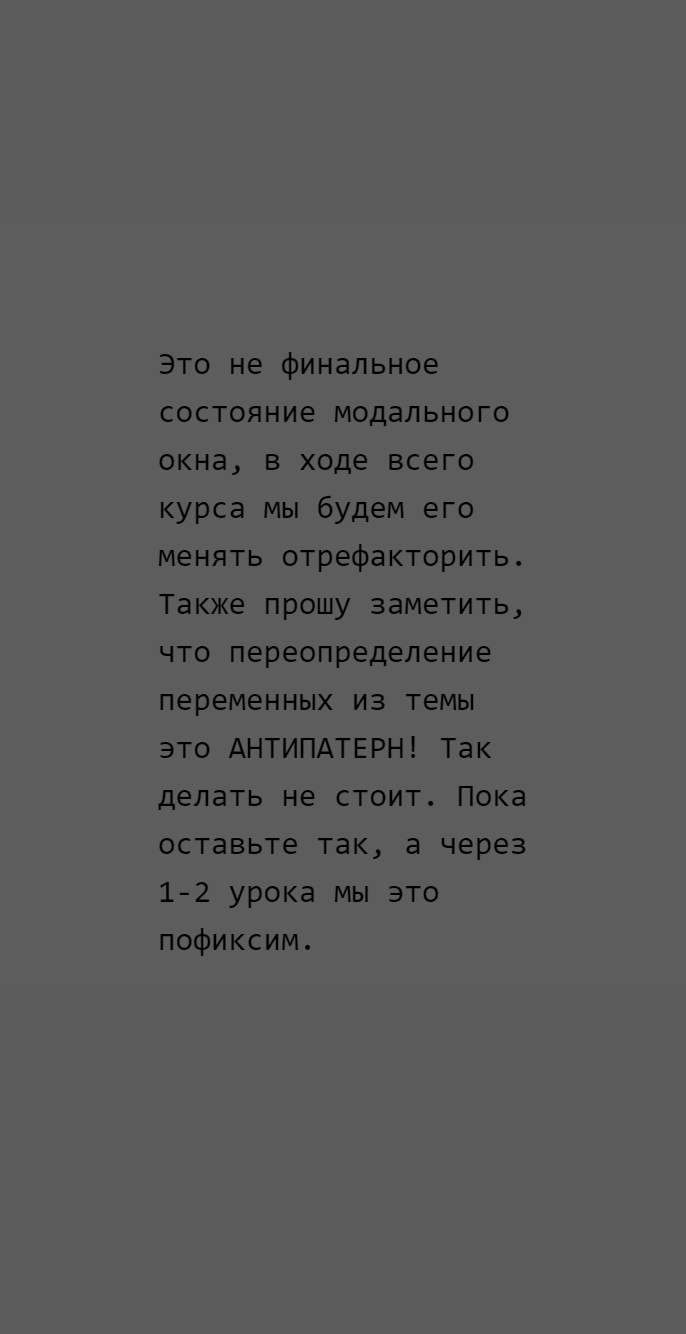 Это не финальное
состояние модального
окна, в ходе всего
курса мы будем его
менять отрефакторить.
Также прошу заметить,
что переопределение
переменных из темы
это АНТИПАТЕРН! Так
делать не стоит. Пока
оставьте так, а через
1-2 урока мы это
пофиксим.